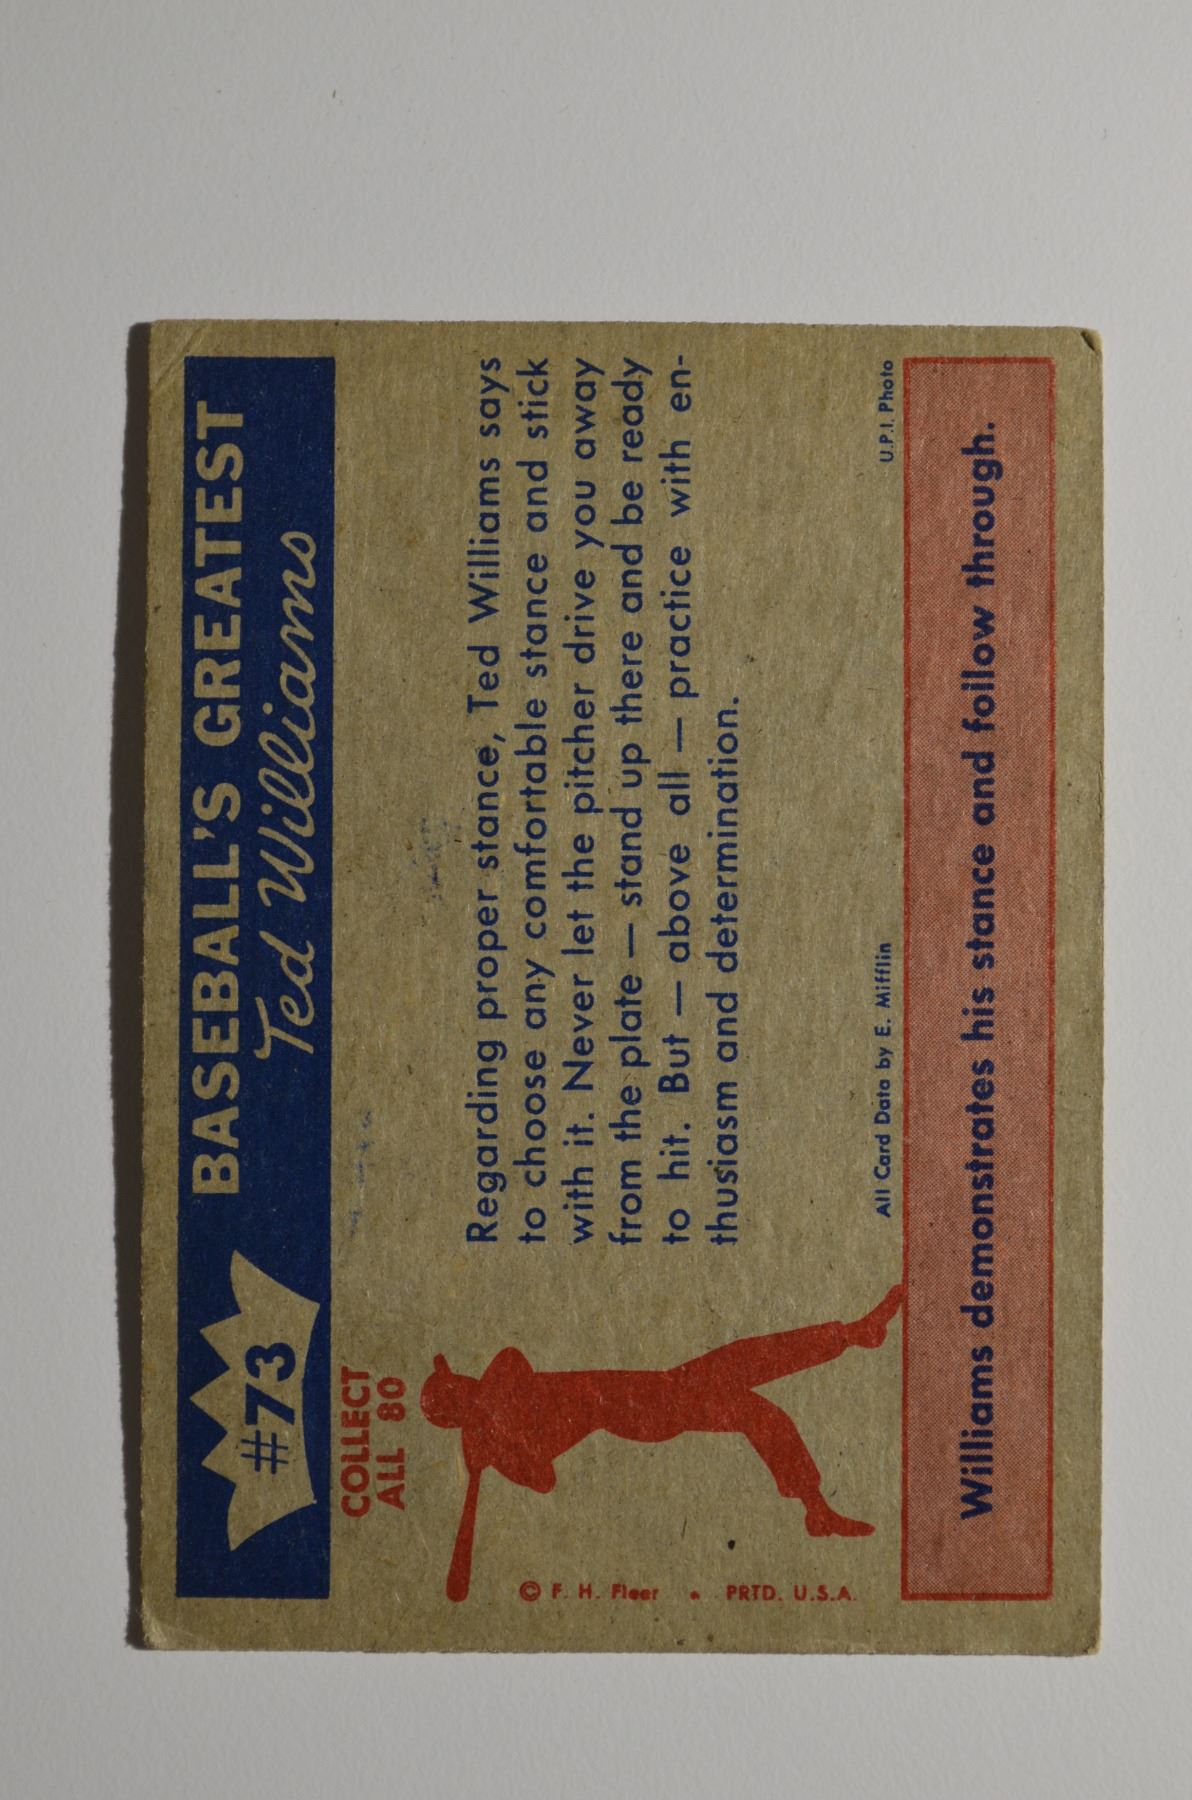 #73
BASEBALL'S GREATEST
Ted Williams
COLLECT
ALL 80
Regarding proper stance, Ted Williams says
to choose any comfortable stance and stick
with it. Never let the pitcher drive you away
from the plate — stand up there and be ready
to hit. But — above all — practice with en-
thusiasm and determination.
© F. H. Fleer • PRTD. U.S.A.
All Card Data by E. Mifflin
U.P.I. Photo
Williams demonstrates his stance and follow through.